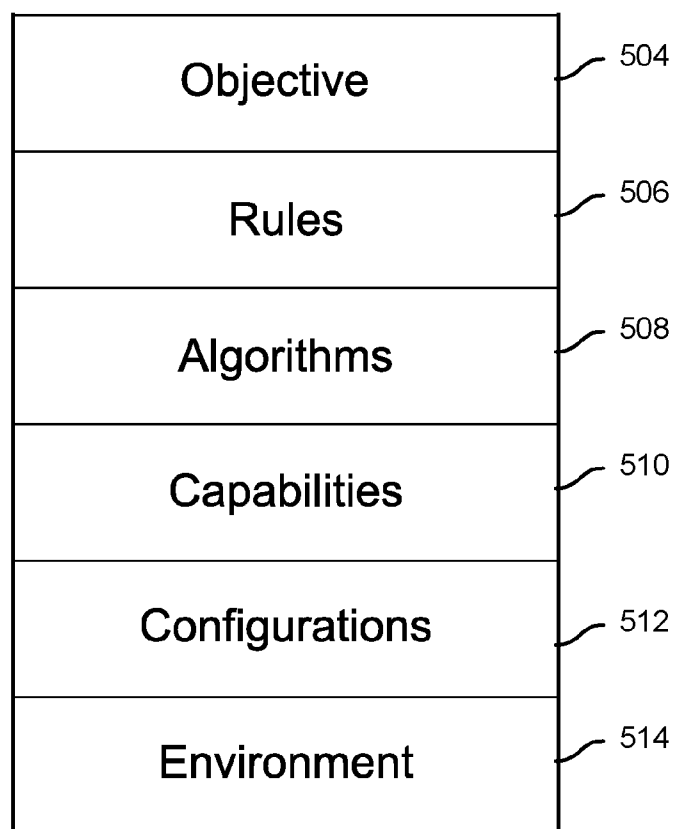 Objective 504
Rules 506
Algorithms 508
Capabilities 510
Configurations 512
Environment 514